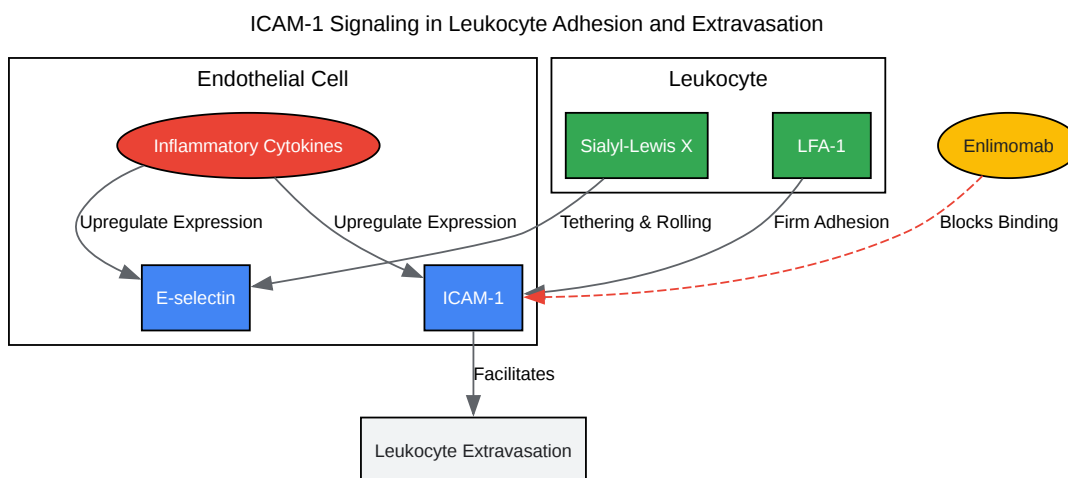 ICAM-1 Signaling in Leukocyte Adhesion and Extravasation
Endothelial Cell
Leukocyte
Inflammatory Cytokines
Sialyl-Lewis X
LFA-1
Enlimomab
Upregulate Expression
Upregulate Expression
Tethering & Rolling
Firm Adhesion
Blocks Binding
E-selectin
ICAM-1
Facilitates
Leukocyte Extravasation